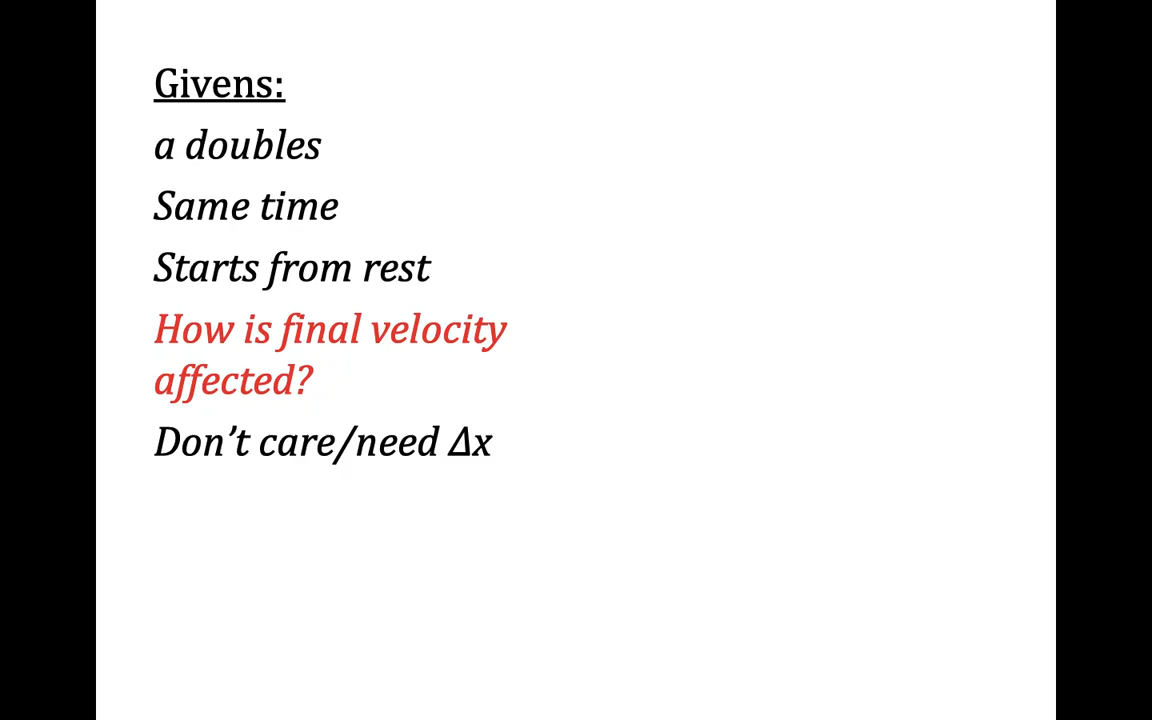 Givens:
a doubles
Same time
Starts from rest
How is final velocity
affected?
Don’t care/need Δx